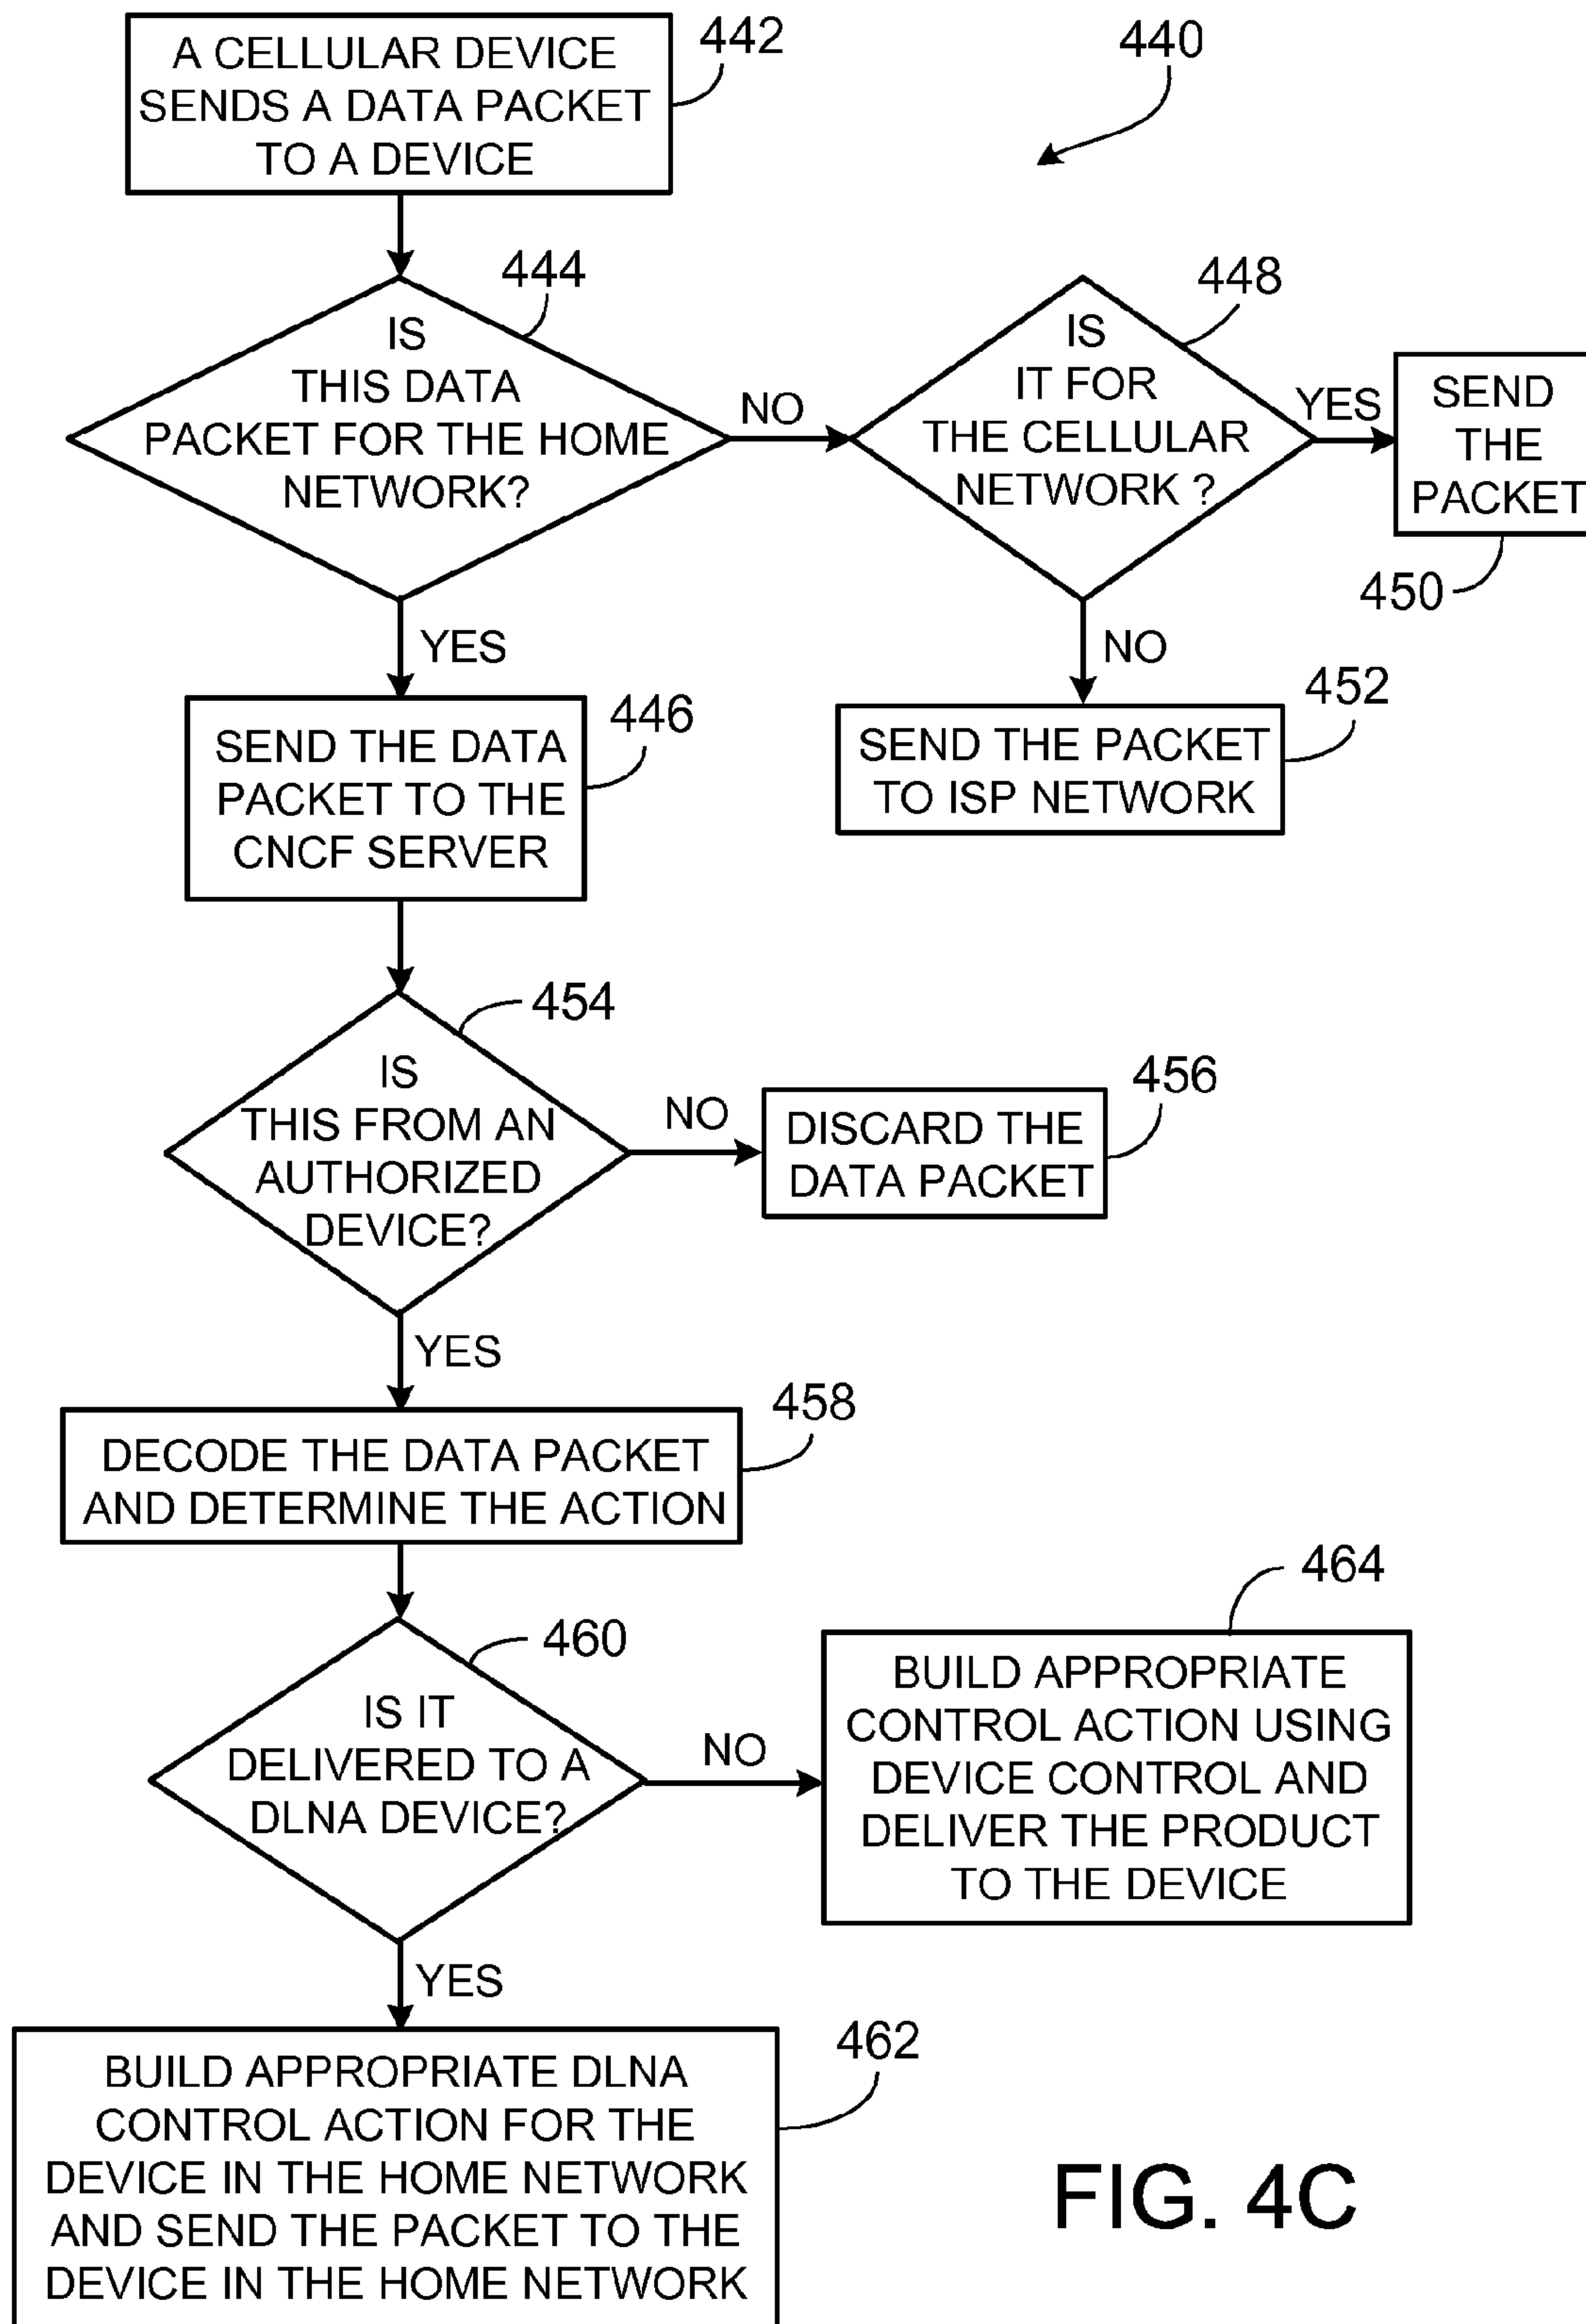 A CELLULAR DEVICE
SENDS A DATA PACKET
TO A DEVICE
442
440
444
IS
THIS DATA
PACKET FOR THE HOME
NETWORK?
NO
448
IS
IT FOR
THE CELLULAR
NETWORK ?
YES
SEND
THE
PACKET
450
YES
NO
446
SEND THE DATA
PACKET TO THE
CNCF SERVER
452
SEND THE PACKET
TO ISP NETWORK
454
IS
THIS FROM AN
AUTHORIZED
DEVICE?
NO
456
DISCARD THE
DATA PACKET
YES
458
DECODE THE DATA PACKET
AND DETERMINE THE ACTION
460
IS IT
DELIVERED TO A
DLNA DEVICE?
NO
464
BUILD APPROPRIATE
CONTROL ACTION USING
DEVICE CONTROL AND
DELIVER THE PRODUCT
TO THE DEVICE
YES
462
BUILD APPROPRIATE DLNA
CONTROL ACTION FOR THE
DEVICE IN THE HOME NETWORK
AND SEND THE PACKET TO THE
DEVICE IN THE HOME NETWORK
FIG. 4C